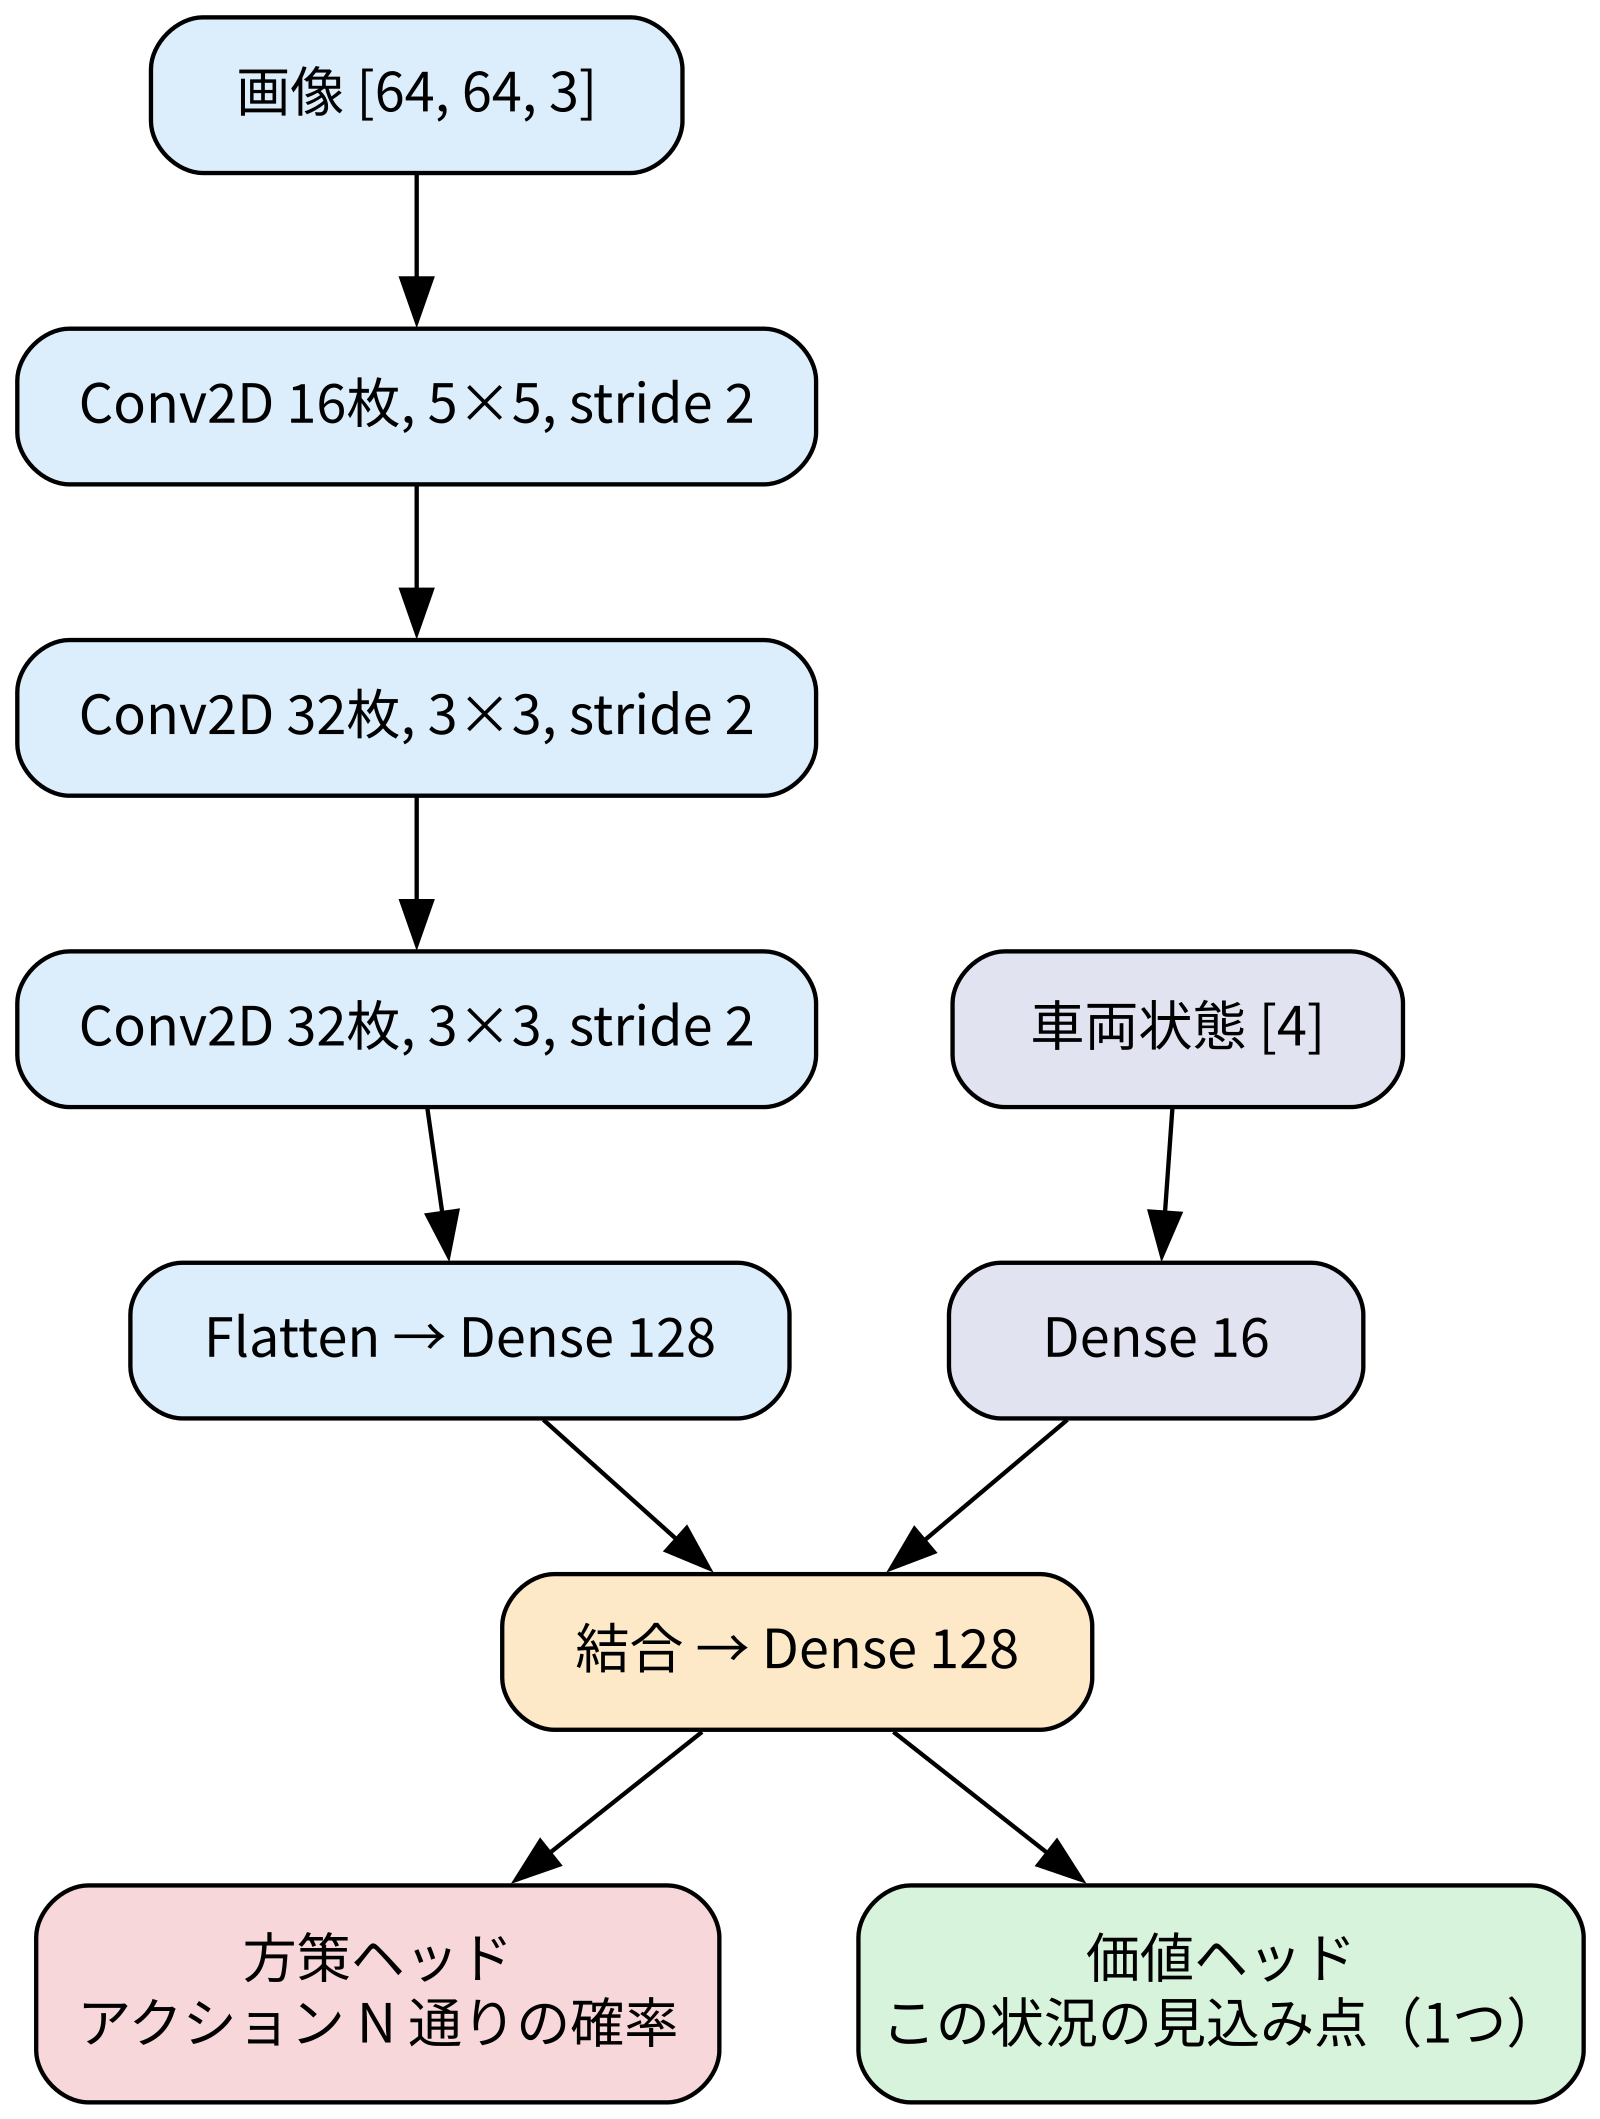 画像 [64, 64, 3]
Conv2D 16枚, 5×5, stride 2
Conv2D 32枚, 3×3, stride 2
Conv2D 32枚, 3×3, stride 2
車両状態 [4]
Flatten → Dense 128
Dense 16
結合 → Dense 128
方策ヘッド
アクション N 通りの確率
価値ヘッド
この状況の見込み点（1つ）